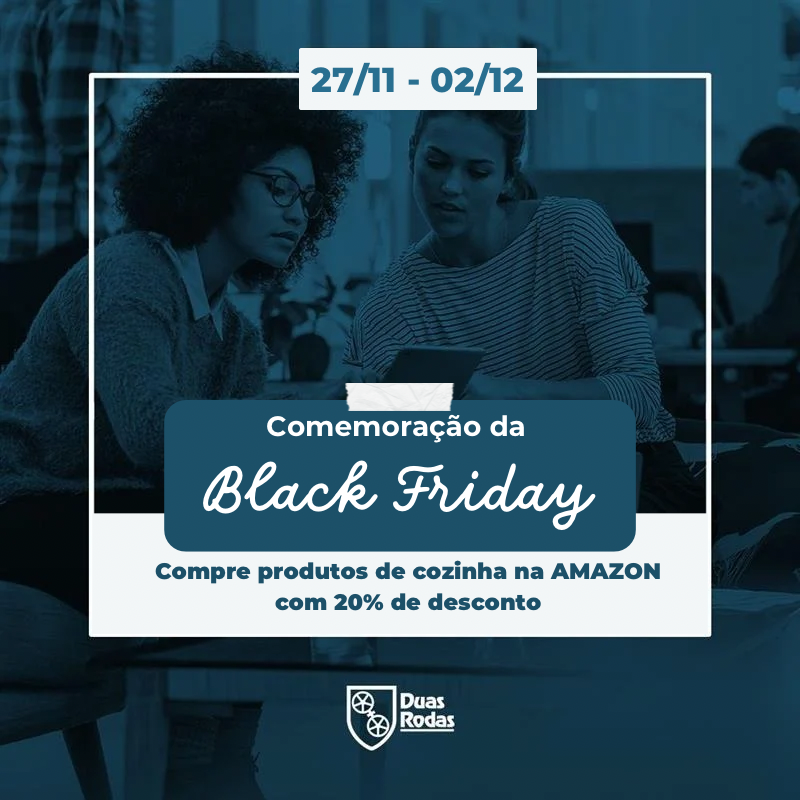 27/11 - 02/12
Comemoração da
Black Friday
Compre produtos de cozinha na AMAZON
com 20% de desconto
Duas
Rodas